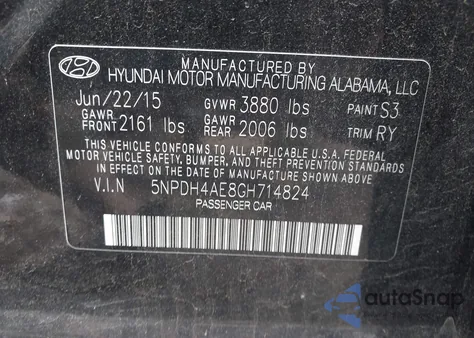 MANUFACTURED BY
HYUNDAI MOTOR MANUFACTURING ALABAMA, LLC
Jun/22/15 GVWR 3880 lbs PAINT S3
GAWR FRONT 2161 lbs GAWR REAR 2006 lbs TRIM RY
THIS VEHICLE CONFORMS TO ALL APPLICABLE U.S.A. FEDERAL
MOTOR VEHICLE SAFETY, BUMPER, AND THEFT PREVENTION STANDARDS
IN EFFECT ON THE DATE OF MANUFACTURE SHOWN ABOVE.
V.I.N 5NPDH4AE8GH714824
PASSENGER CAR
autoSnap